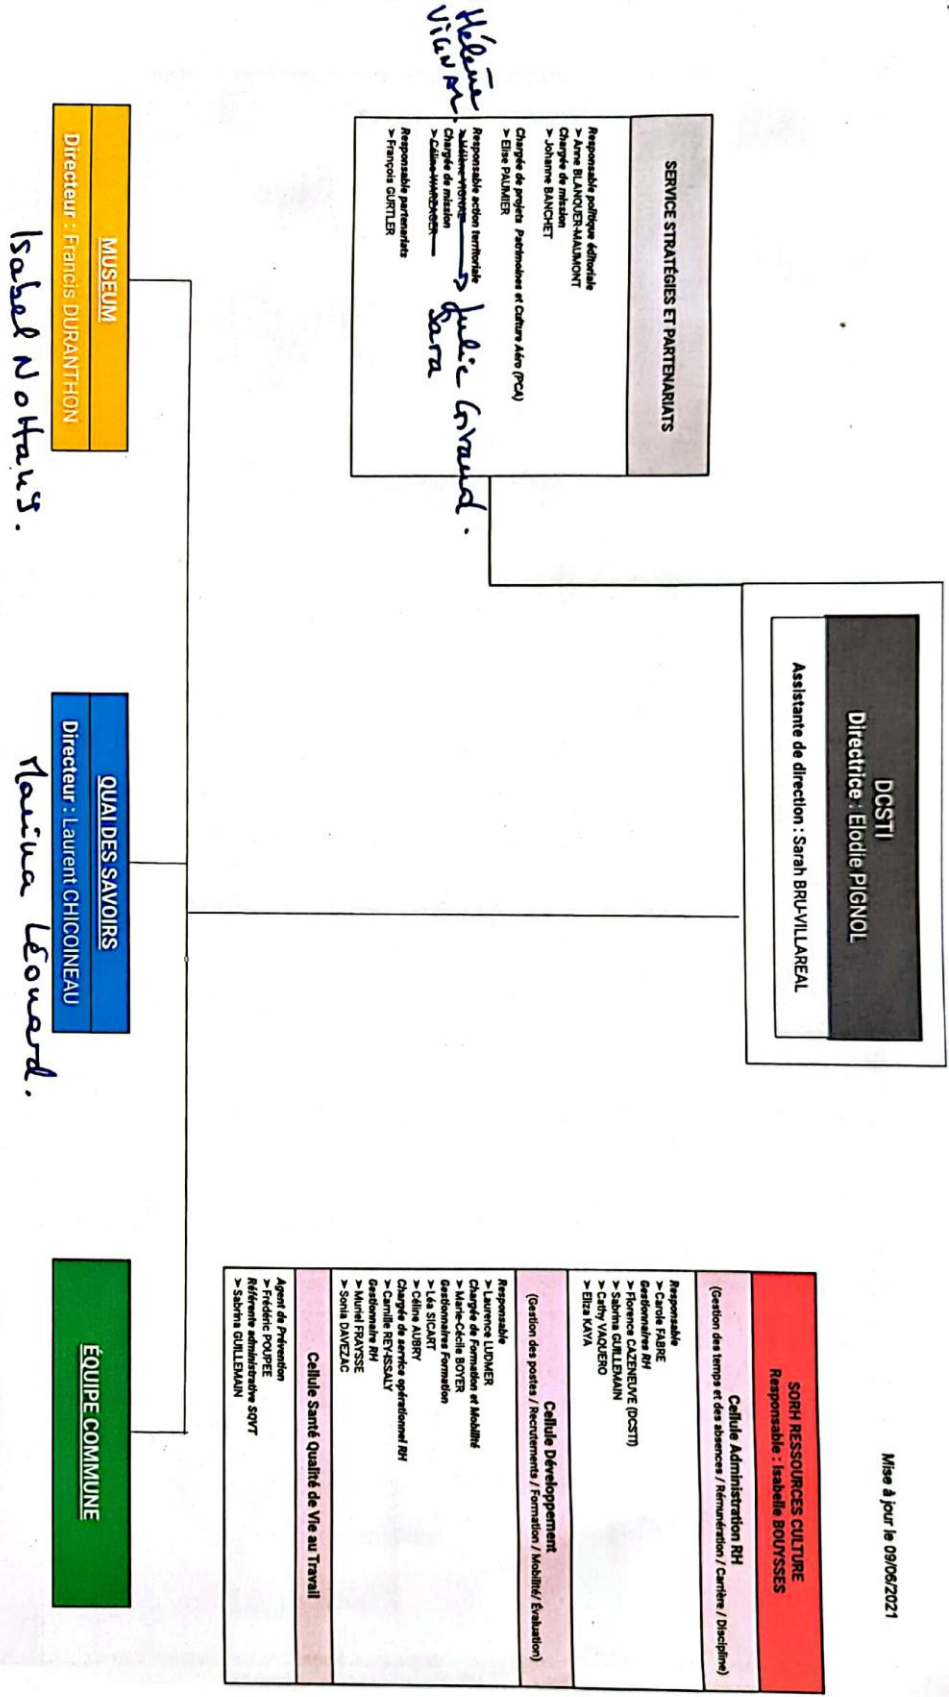 Mise à jour le 09/06/2021
DCSTI
Directrice : Elodie PIGNOL
Assistante de direction : Sarah BRU-VILLAREAL
SERVICE STRATÉGIES ET PARTENARIATS
Responsable politique éditoriale
➤ Anne BLANQUER-MAUMONT
Chargée de mission
➤ Johanne BANCHET
Chargée de projets Patrimoines et Culture Aéro (PCA)
➤ Elise PAUMIER
Responsable action territoriale
➤ Hélène VIGNAL
Julie Giraud.
Chargée de mission
➤ Céline
Sara
Responsable partenariats
➤ François GURTLER
Hélène
VIGNAL.
SORH RESSOURCES CULTURE
Responsable : Isabelle BOUYSSES
Cellule Administration RH
(Gestion des temps et des absences / Rémunération / Carrière / Discipline)
Responsable
➤ Carole FABRE
Gestionnaires RH
➤ Florence CAZENEUVE (DCSTI)
➤ Sabrina GUILLEMAIN
➤ Cathy VAQUERO
➤ Eliza KAYA
Cellule Développement
(Gestion des postes / Recrutements / Formation / Mobilité/ Évaluation)
Responsable
➤ Laurence LUDMER
Chargée de Formation et Mobilité
➤ Marie-Cécile BOYER
Gestionnaires Formation
➤ Léa SICART
➤ Céline AUBRY
Chargée de service opérationnel RH
➤ Camille REY-ISSALY
Gestionnaire RH
➤ Muriel FRAYSSE
➤ Sonia DAVEZAC
Cellule Santé Qualité de Vie au Travail
Agent de Prévention
➤ Frédéric POUPEE
Référente administrative SQVT
➤ Sabrina GUILLEMAIN
MUSEUM
Directeur : Francis DURANTHON
Isabel Nottaris.
QUAI DES SAVOIRS
Directeur : Laurent CHICOINEAU
Marina Léonard.
ÉQUIPE COMMUNE